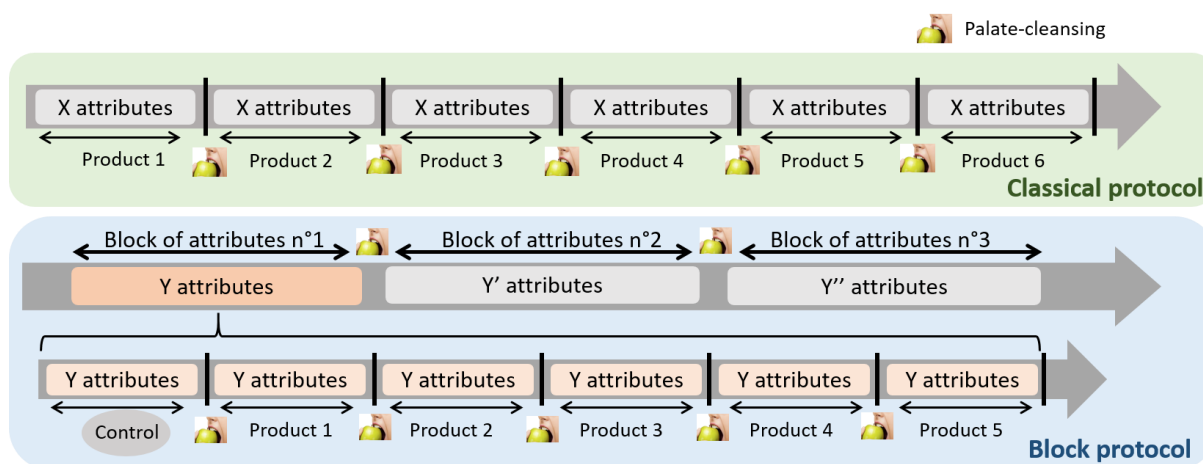 Palate-cleansing
X attributes X attributes X attributes X attributes X attributes X attributes
Product 1 Product 2 Product 3 Product 4 Product 5 Product 6
Classical protocol
Block of attributes n°1 Block of attributes n°2 Block of attributes n°3
Y attributes Y' attributes Y'' attributes
Y attributes Y attributes Y attributes Y attributes Y attributes Y attributes
Control Product 1 Product 2 Product 3 Product 4 Product 5
Block protocol